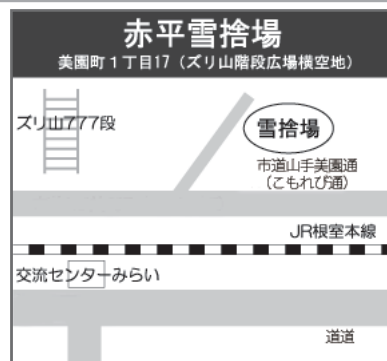 赤平雪捨場
美園町1丁目17（ズリ山階段広場横空地）
ズリ山777段
雪捨場
市道山手美園通
（こもれび通）
JR根室本線
交流センターみらい
道道